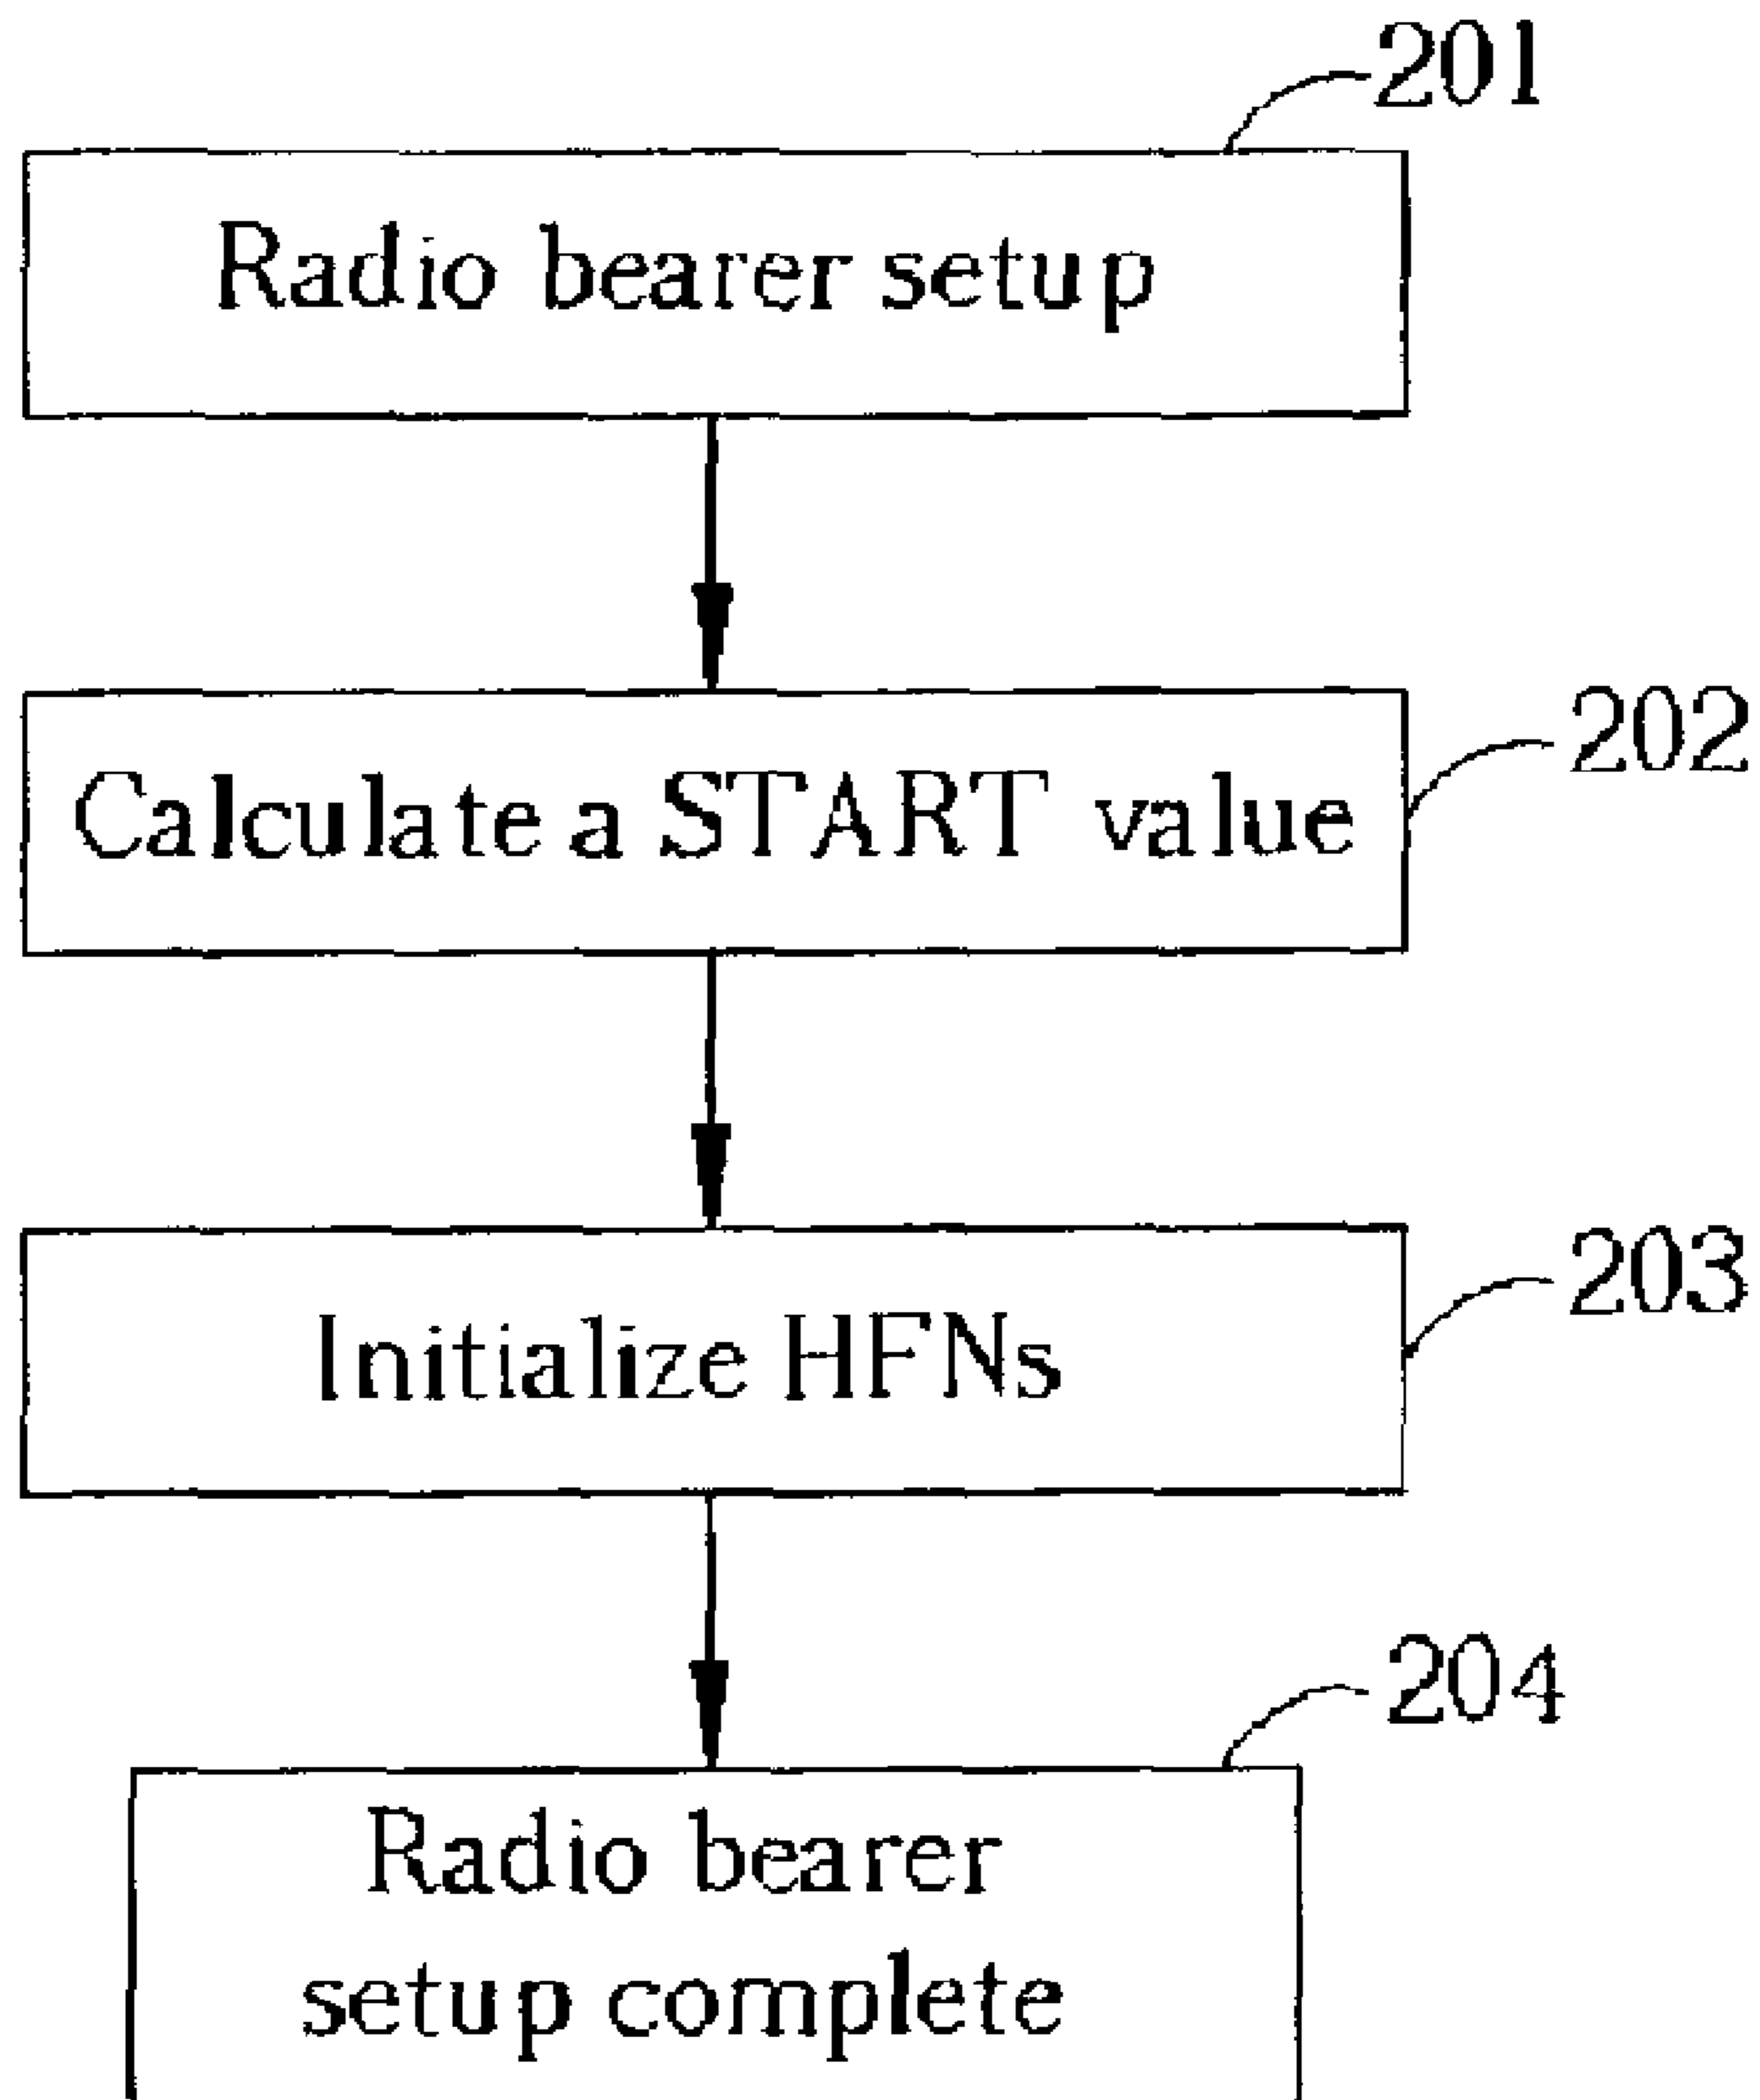 201
Radio bearer setup
202
Calculate a START value
203
Initialize HFNs
204
Radio bearer
setup complete